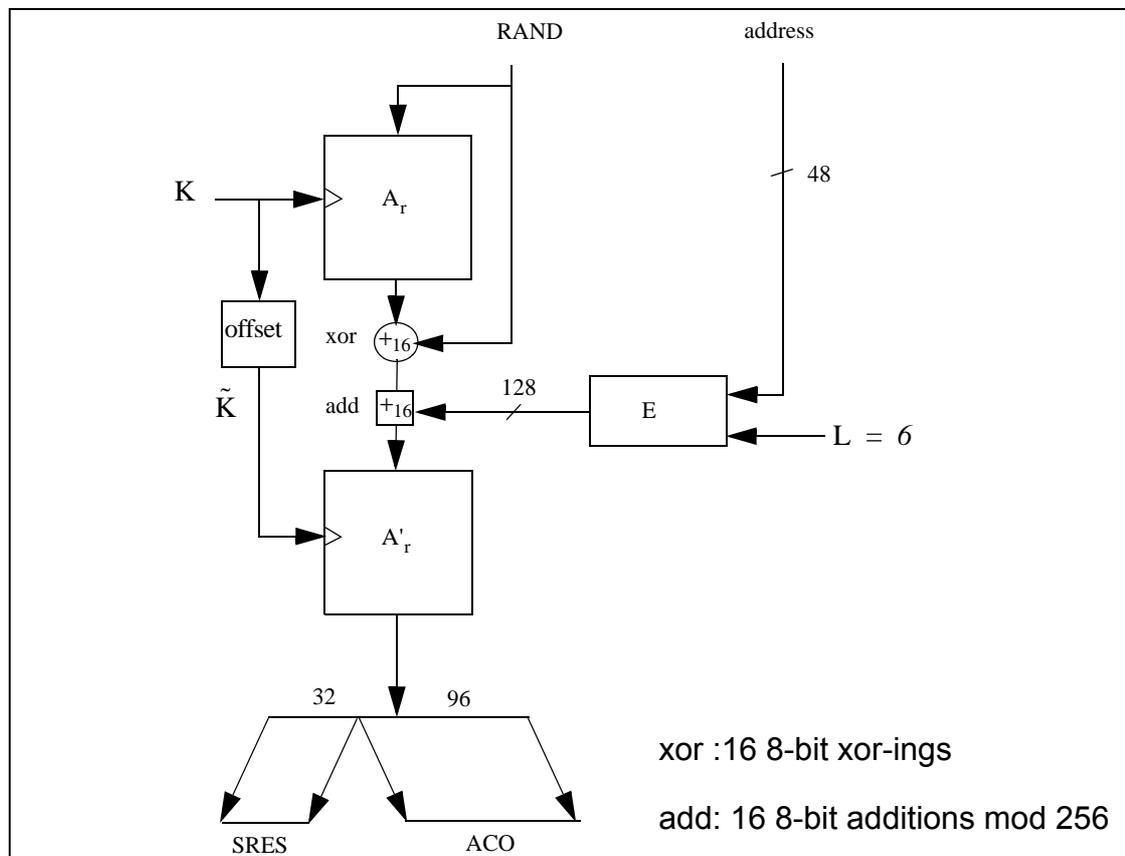 RAND address
48
K
A_r
offset
xor +₁₆
K̃
128
add +₁₆
E
L = 6
A'_r
32 96
xor :16 8-bit xor-ings
add: 16 8-bit additions mod 256
SRES ACO